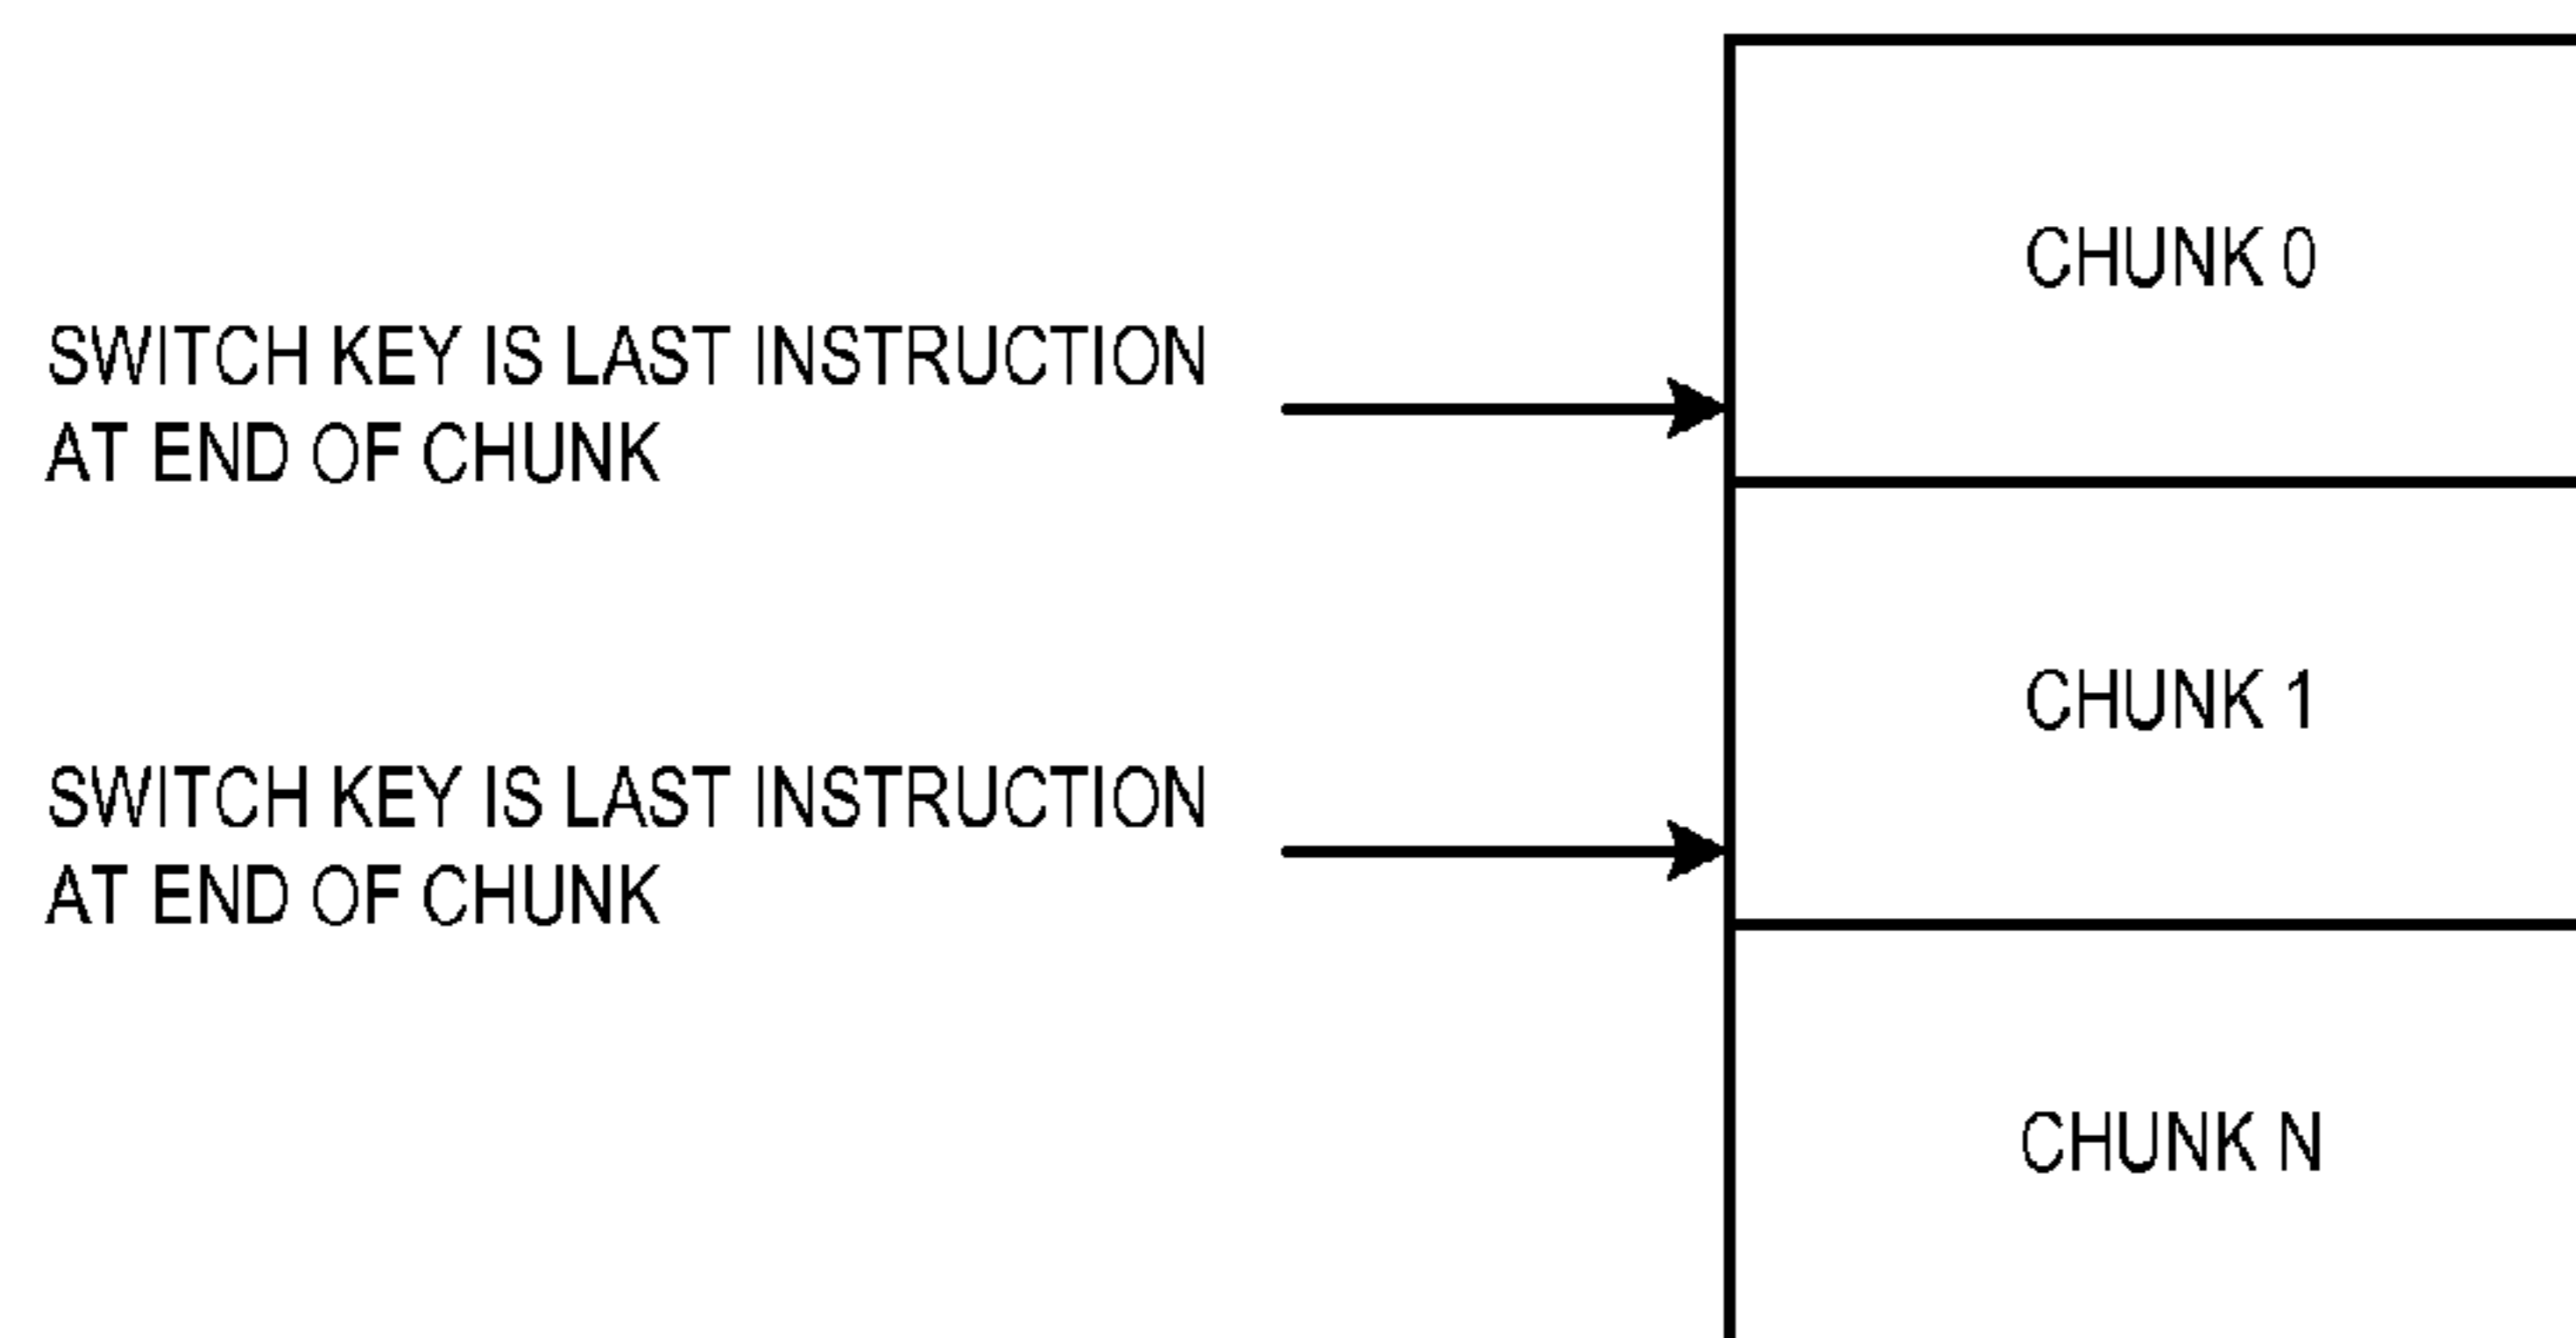 CHUNK 0
SWITCH KEY IS LAST INSTRUCTION
AT END OF CHUNK
CHUNK 1
SWITCH KEY IS LAST INSTRUCTION
AT END OF CHUNK
CHUNK N